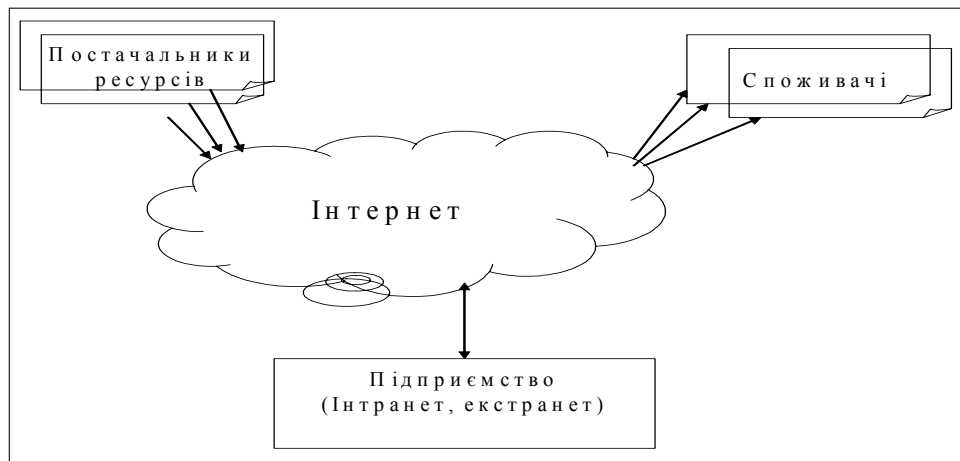 Постачальники
ресурсів
Споживачі
Інтернет
Підприємство
(Інтранет, екстранет)